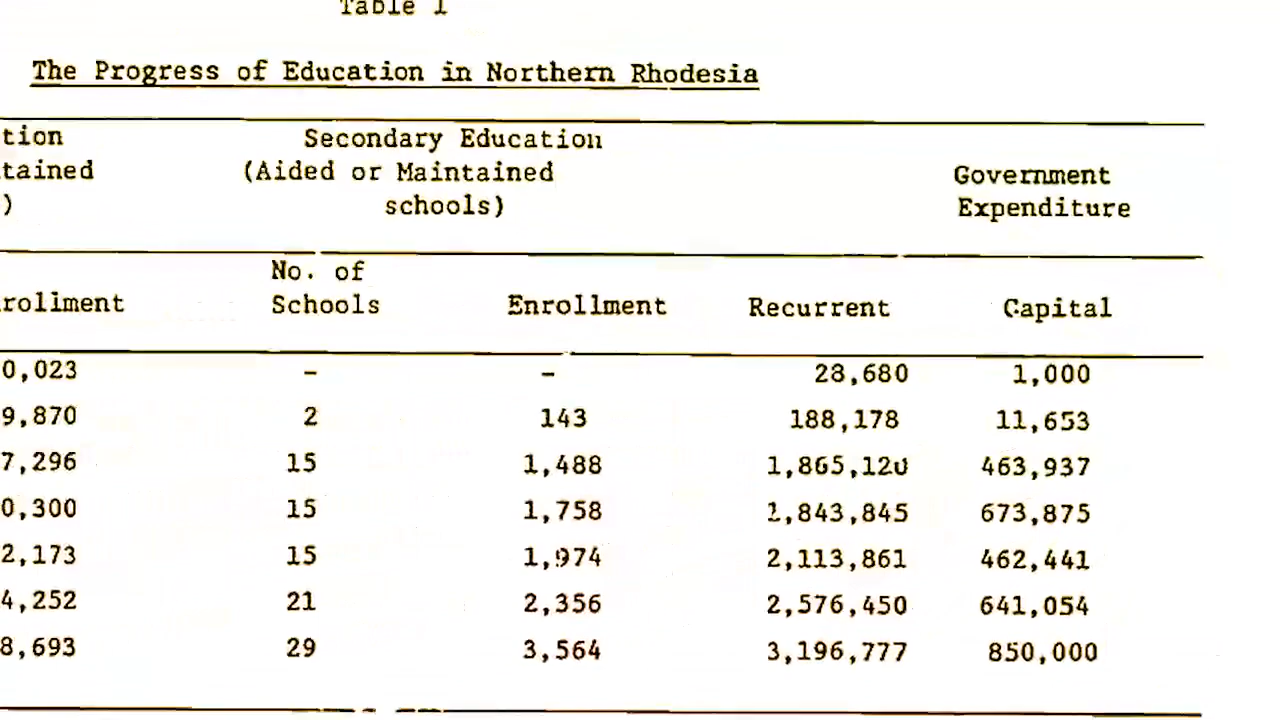 Table 1
The Progress of Education in Northern Rhodesia
tion Secondary Education
tained (Aided or Maintained Government
) schools) Expenditure
No. of
rollment Schools Enrollment Recurrent Capital
0,023 - - 28,680 1,000
9,870 2 143 188,178 11,653
7,296 15 1,488 1,865,120 463,937
0,300 15 1,758 1,843,845 673,875
2,173 15 1,974 2,113,861 462,441
4,252 21 2,356 2,576,450 641,054
8,693 29 3,564 3,196,777 850,000